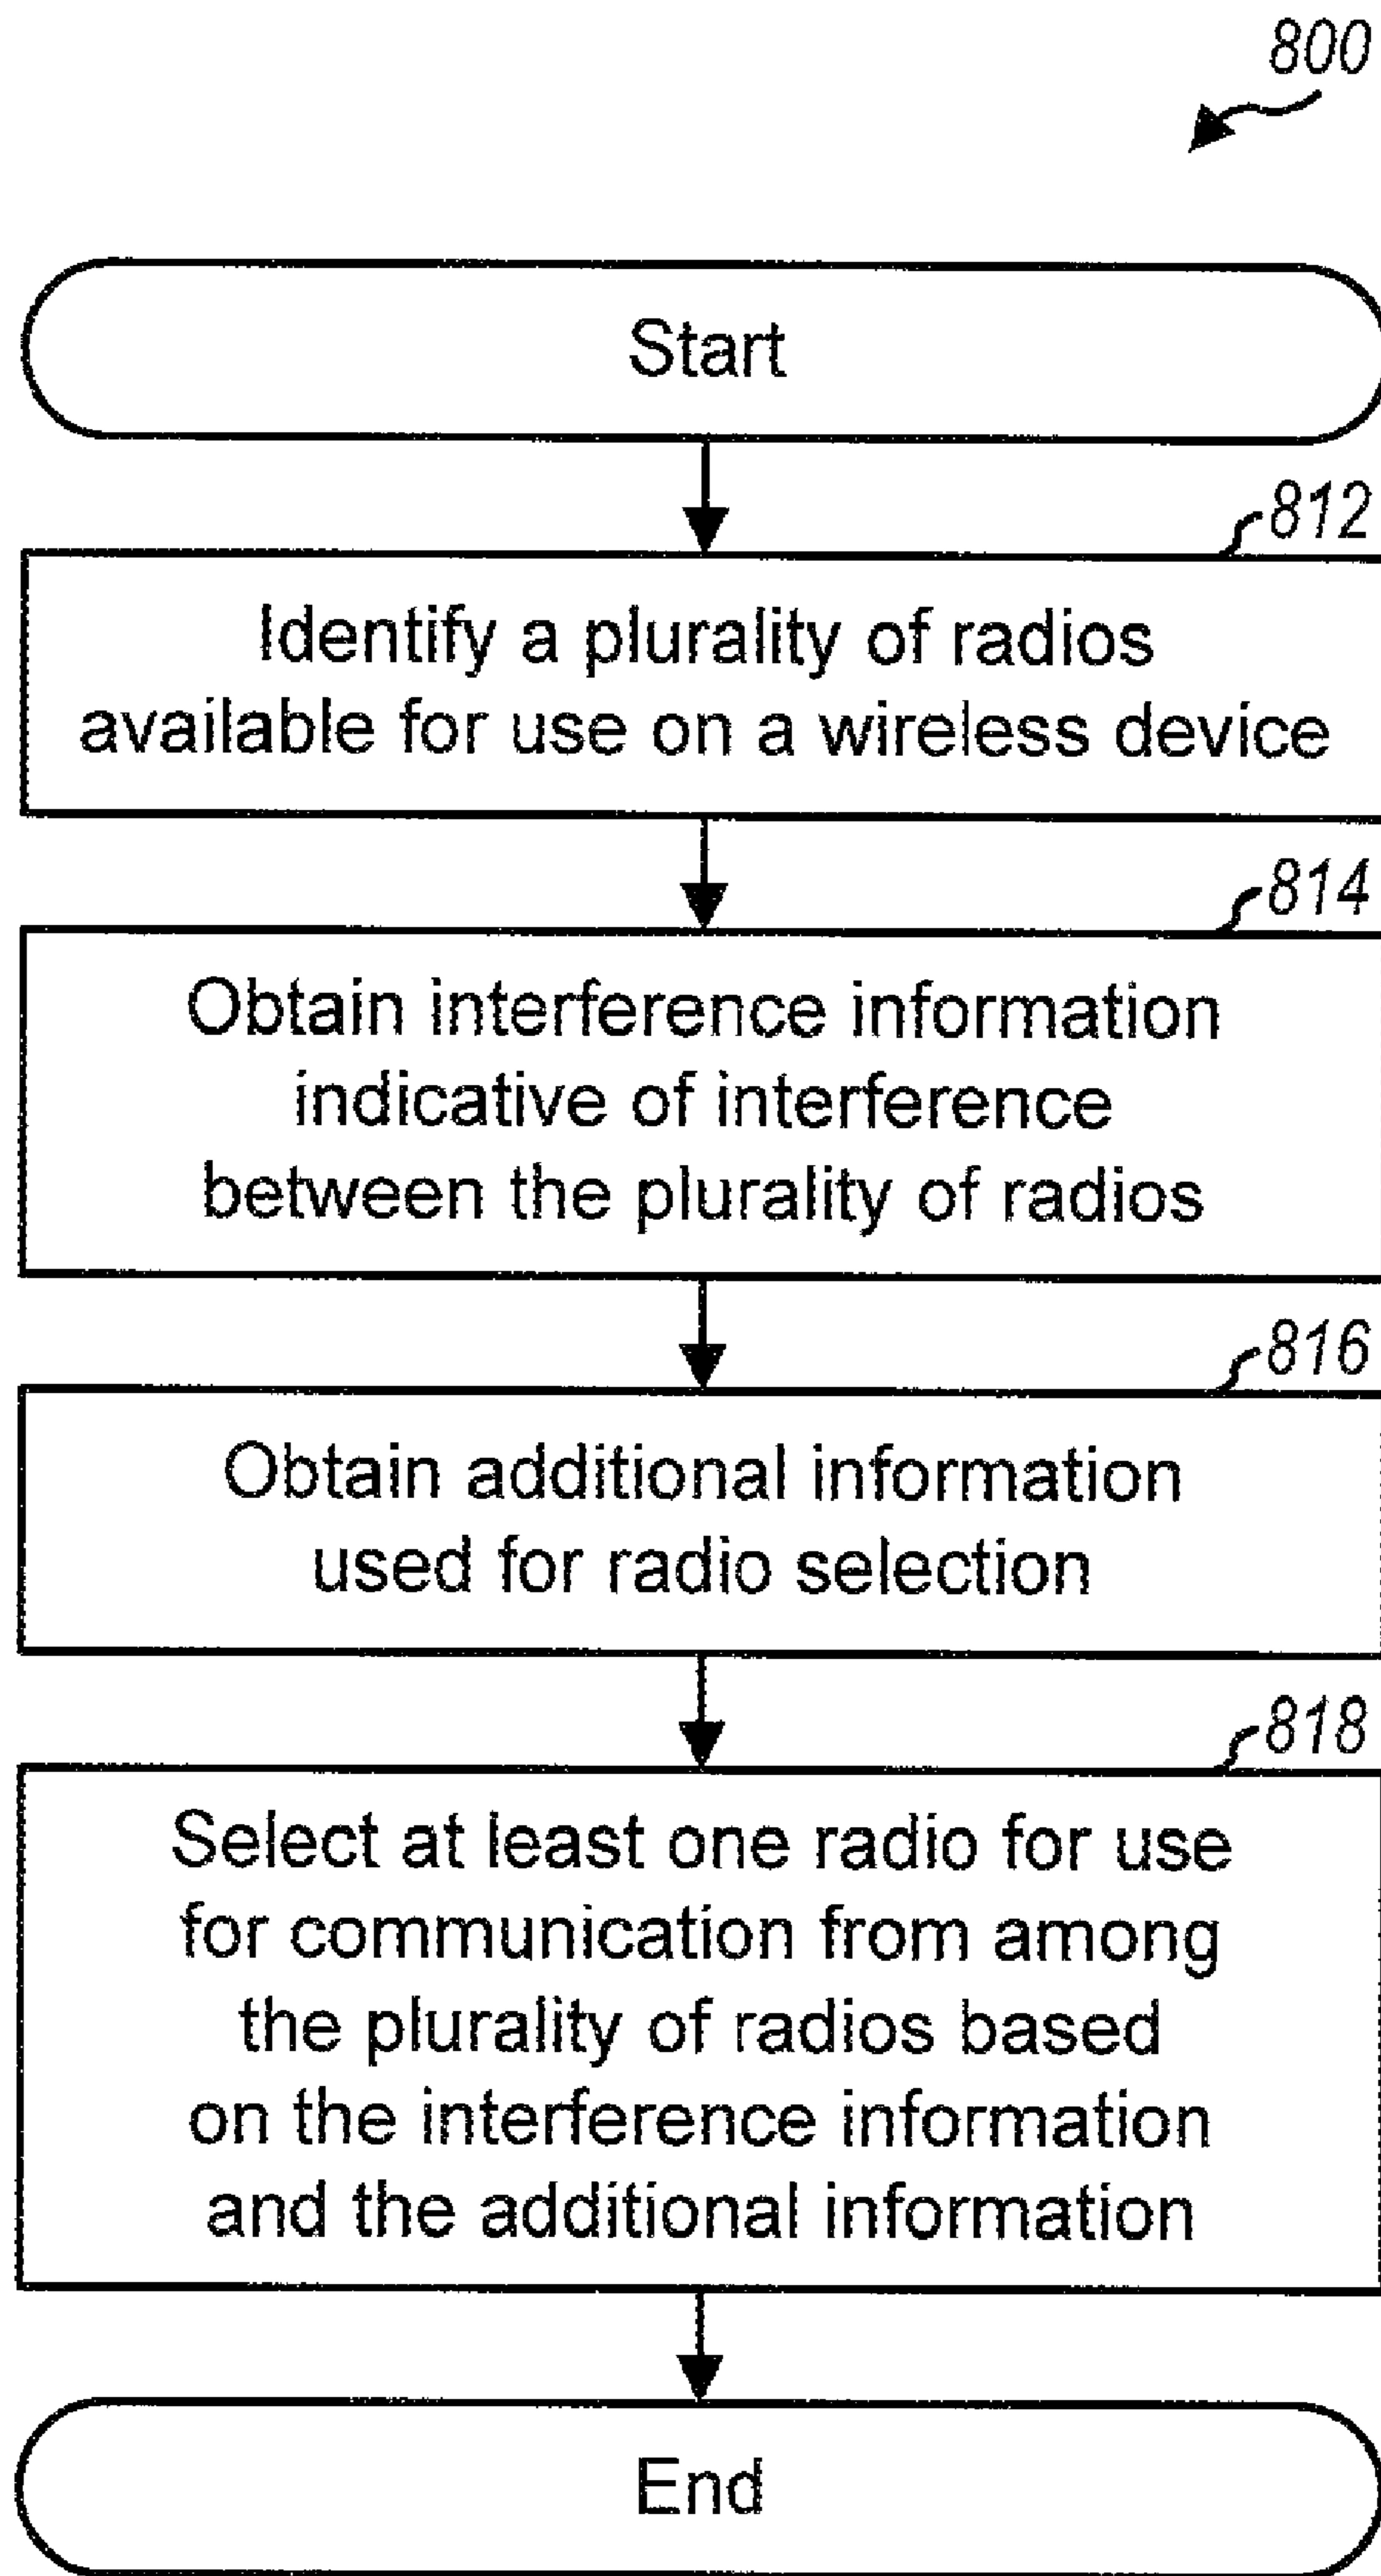 800
Start
812
Identify a plurality of radios
available for use on a wireless device
814
Obtain interference information
indicative of interference
between the plurality of radios
816
Obtain additional information
used for radio selection
818
Select at least one radio for use
for communication from among
the plurality of radios based
on the interference information
and the additional information
End